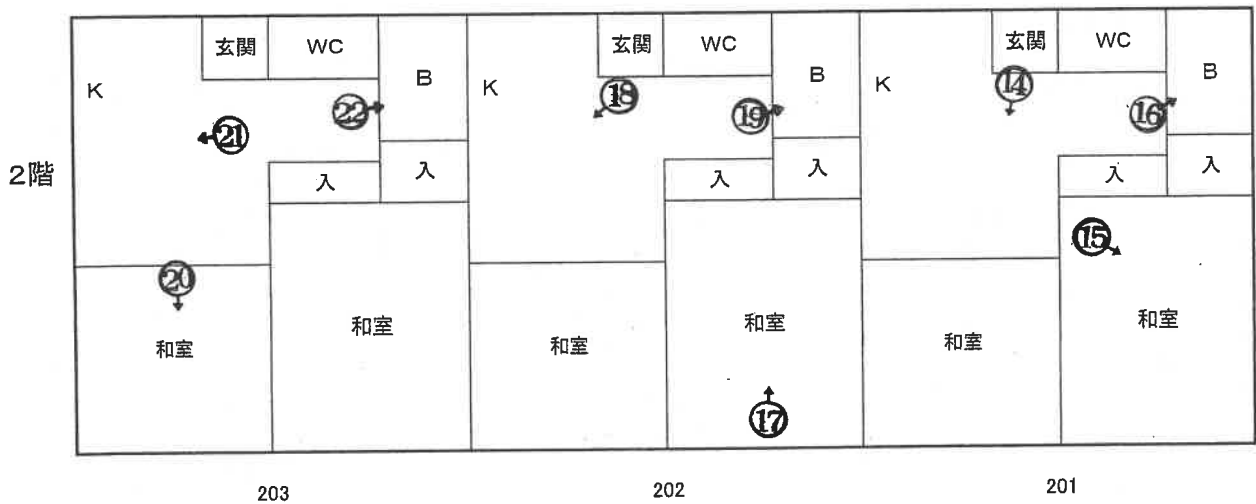 玄関 WC 玄関 WC 玄関 WC
K B K B K B
㉒ ⑱ ⑲ ⑭ ⑯
㉑
2階
入 入 入 入 入 入
⑮
⑳
和室 和室 和室 和室 和室 和室
⑰
203 202 201